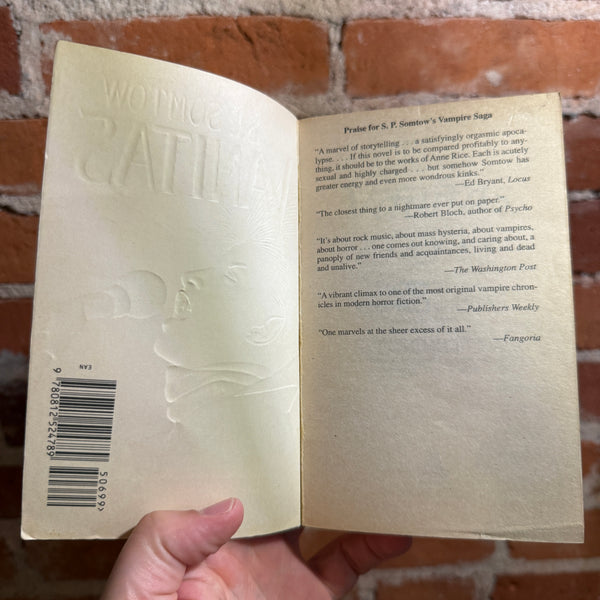 S.P. SOMTOW
VANITAS
EAN
9 780812 524789
50699>
Praise for S. P. Somtow's Vampire Saga
"A marvel of storytelling . . . a satisfyingly orgasmic apoca-
lypse. . . . If this novel is to be compared profitably to any-
thing, it should be to the works of Anne Rice. Each is acutely
sexual and highly charged . . . but somehow Somtow has
greater energy and even more wondrous kinks."
—Ed Bryant, Locus
"The closest thing to a nightmare ever put on paper."
—Robert Bloch, author of Psycho
"It's about rock music, about mass hysteria, about vampires,
about horror . . . one comes out knowing, and caring about, a
panoply of new friends and acquaintances, living and dead
and unalive."
—The Washington Post
"A vibrant climax to one of the most original vampire chron-
icles in modern horror fiction."
—Publishers Weekly
"One marvels at the sheer excess of it all."
—Fangoria